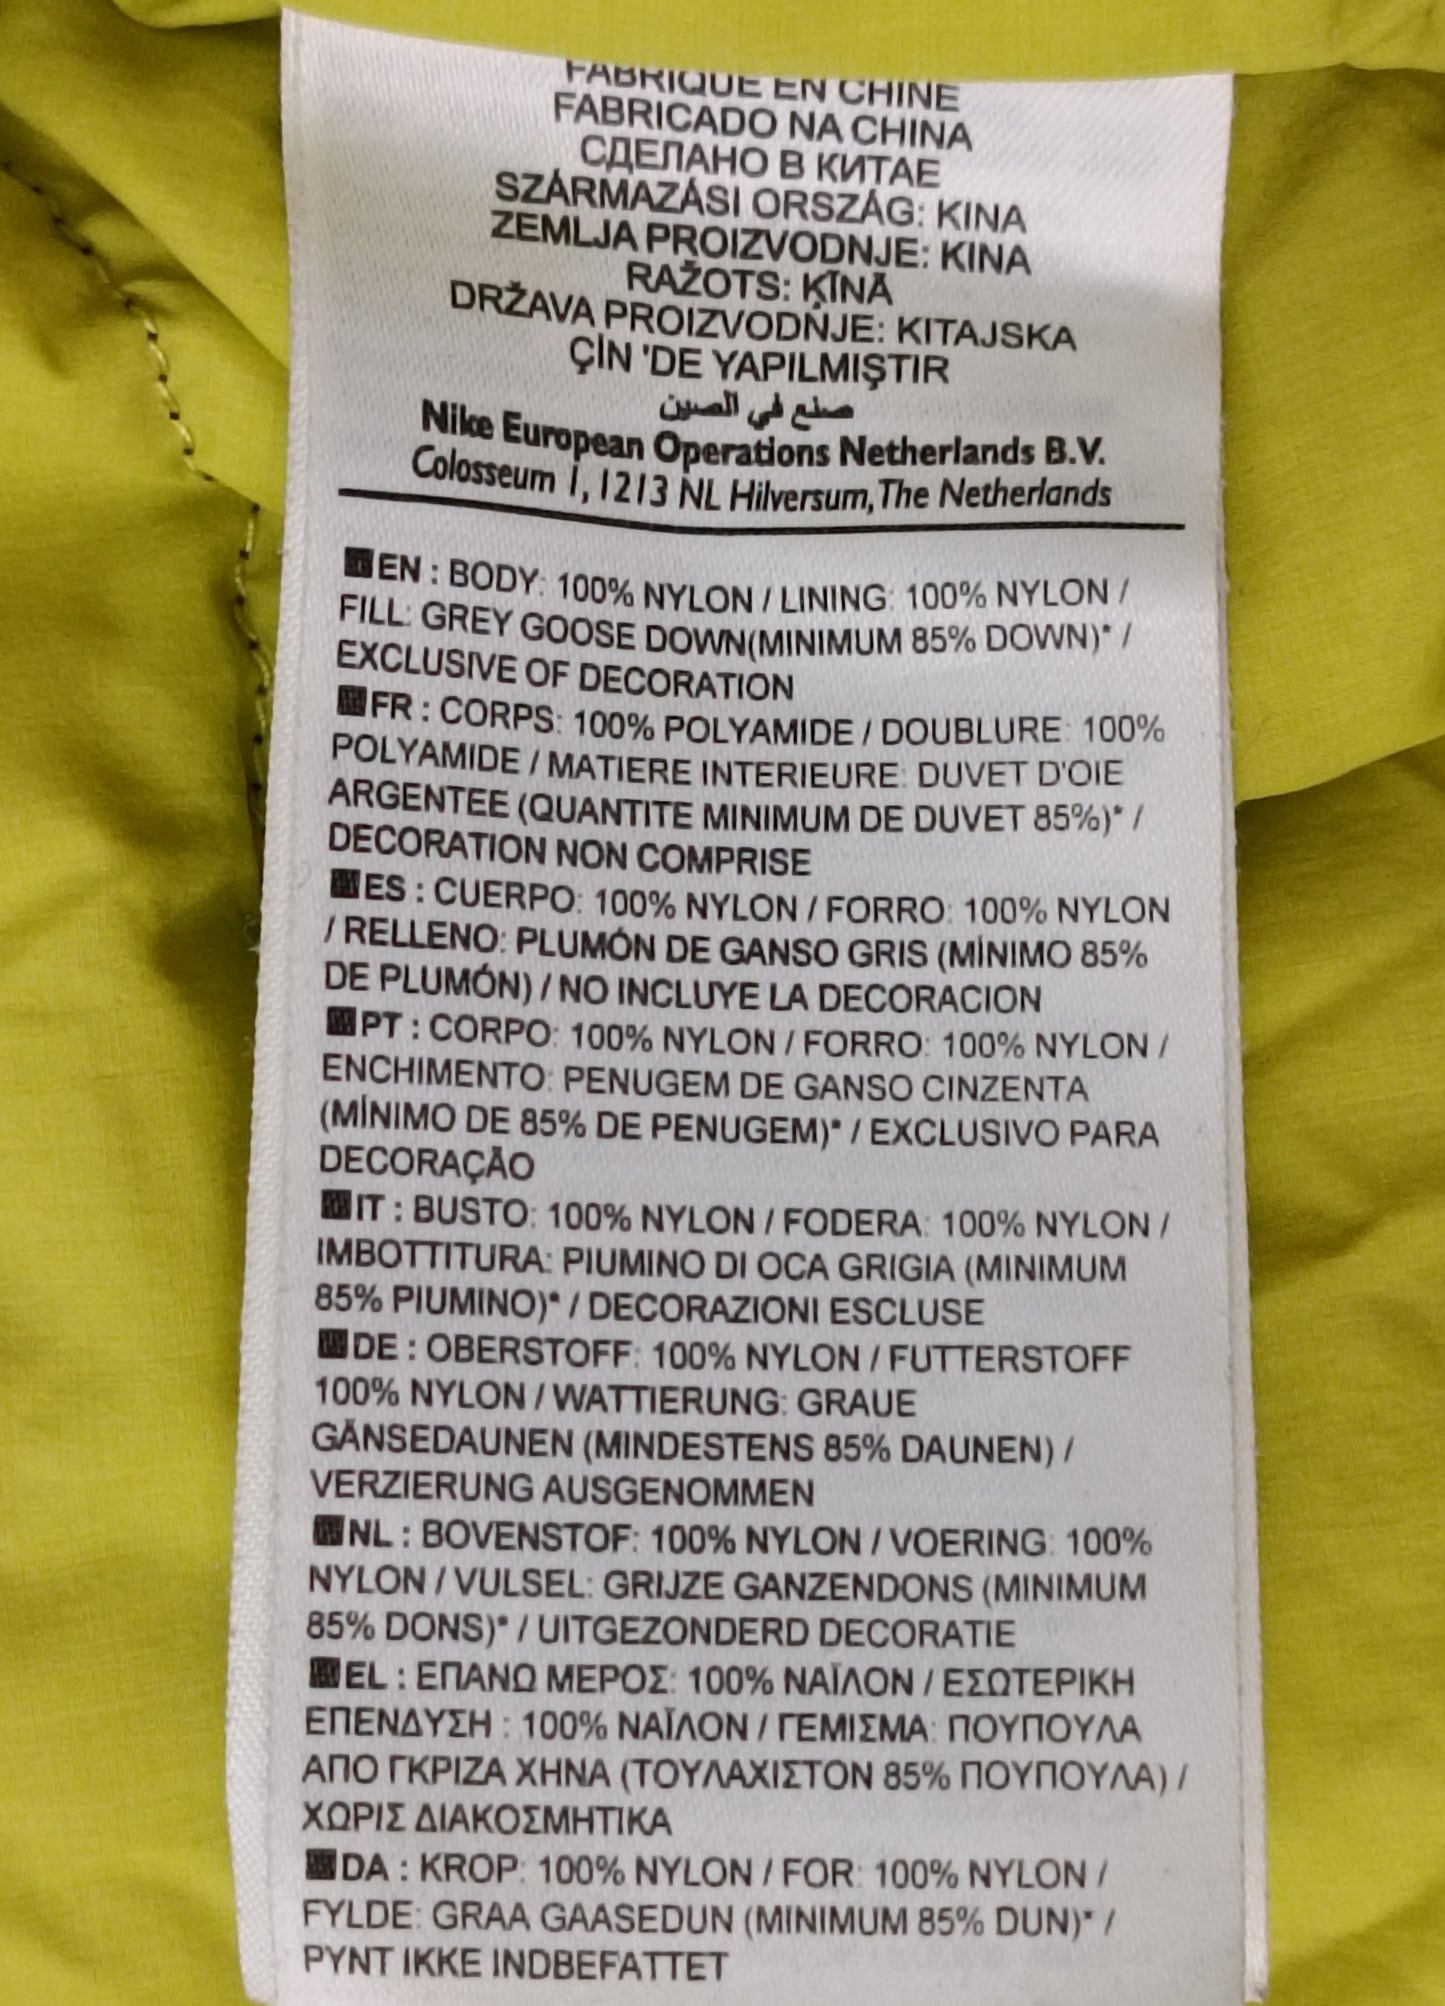 FABRIQUE EN CHINE
FABRICADO NA CHINA
СДЕЛАНО В КИТАЕ
SZÁRMAZÁSI ORSZÁG: KINA
ZEMLJA PROIZVODNJE: KINA
RAŽOTS: ĶĪNĀ
DRŽAVA PROIZVODNJE: KITAJSKA
ÇİN 'DE YAPILMIŞTIR
صنع في الصين
Nike European Operations Netherlands B.V.
Colosseum 1, 1213 NL Hilversum, The Netherlands
EN : BODY: 100% NYLON / LINING: 100% NYLON /
FILL: GREY GOOSE DOWN(MINIMUM 85% DOWN)* /
EXCLUSIVE OF DECORATION
FR : CORPS: 100% POLYAMIDE / DOUBLURE: 100%
POLYAMIDE / MATIERE INTERIEURE: DUVET D'OIE
ARGENTEE (QUANTITE MINIMUM DE DUVET 85%)* /
DECORATION NON COMPRISE
ES : CUERPO: 100% NYLON / FORRO: 100% NYLON
/ RELLENO: PLUMÓN DE GANSO GRIS (MÍNIMO 85%
DE PLUMÓN) / NO INCLUYE LA DECORACION
PT : CORPO: 100% NYLON / FORRO: 100% NYLON /
ENCHIMENTO: PENUGEM DE GANSO CINZENTA
(MÍNIMO DE 85% DE PENUGEM)* / EXCLUSIVO PARA
DECORAÇÃO
IT : BUSTO: 100% NYLON / FODERA: 100% NYLON /
IMBOTTITURA: PIUMINO DI OCA GRIGIA (MINIMUM
85% PIUMINO)* / DECORAZIONI ESCLUSE
DE : OBERSTOFF: 100% NYLON / FUTTERSTOFF
100% NYLON / WATTIERUNG: GRAUE
GÄNSEDAUNEN (MINDESTENS 85% DAUNEN) /
VERZIERUNG AUSGENOMMEN
NL : BOVENSTOF: 100% NYLON / VOERING: 100%
NYLON / VULSEL: GRIJZE GANZENDONS (MINIMUM
85% DONS)* / UITGEZONDERD DECORATIE
EL : ΕΠΑΝΩ ΜΕΡΟΣ: 100% ΝΑΪΛΟΝ / ΕΣΩΤΕΡΙΚΗ
ΕΠΕΝΔΥΣΗ : 100% ΝΑΪΛΟΝ / ΓΕΜΙΣΜΑ: ΠΟΥΠΟΥΛΑ
ΑΠΟ ΓΚΡΙΖΑ ΧΗΝΑ (ΤΟΥΛΑΧΙΣΤΟΝ 85% ΠΟΥΠΟΥΛΑ) /
ΧΩΡΙΣ ΔΙΑΚΟΣΜΗΤΙΚΑ
DA : KROP: 100% NYLON / FOR: 100% NYLON /
FYLDE: GRAA GAASEDUN (MINIMUM 85% DUN)* /
PYNT IKKE INDBEFATTET